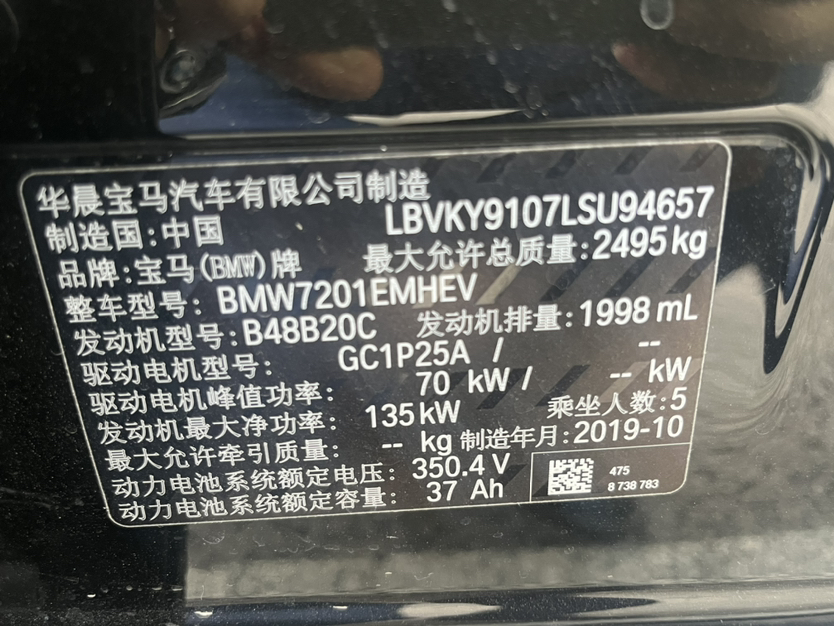 华晨宝马汽车有限公司制造
制造国:中国 LBVKY9107LSU94657
品牌:宝马(BMW)牌 最大允许总质量:2495kg
整车型号: BMW7201EMHEV
发动机型号:B48B20C 发动机排量:1998 mL
驱动电机型号: GC1P25A / --
驱动电机峰值功率: 70 kW / -- kW
发动机最大净功率: 135kW 乘坐人数:5
最大允许牵引质量: -- kg 制造年月:2019-10
动力电池系统额定电压: 350.4 V
动力电池系统额定容量: 37 Ah
475
8 738 783